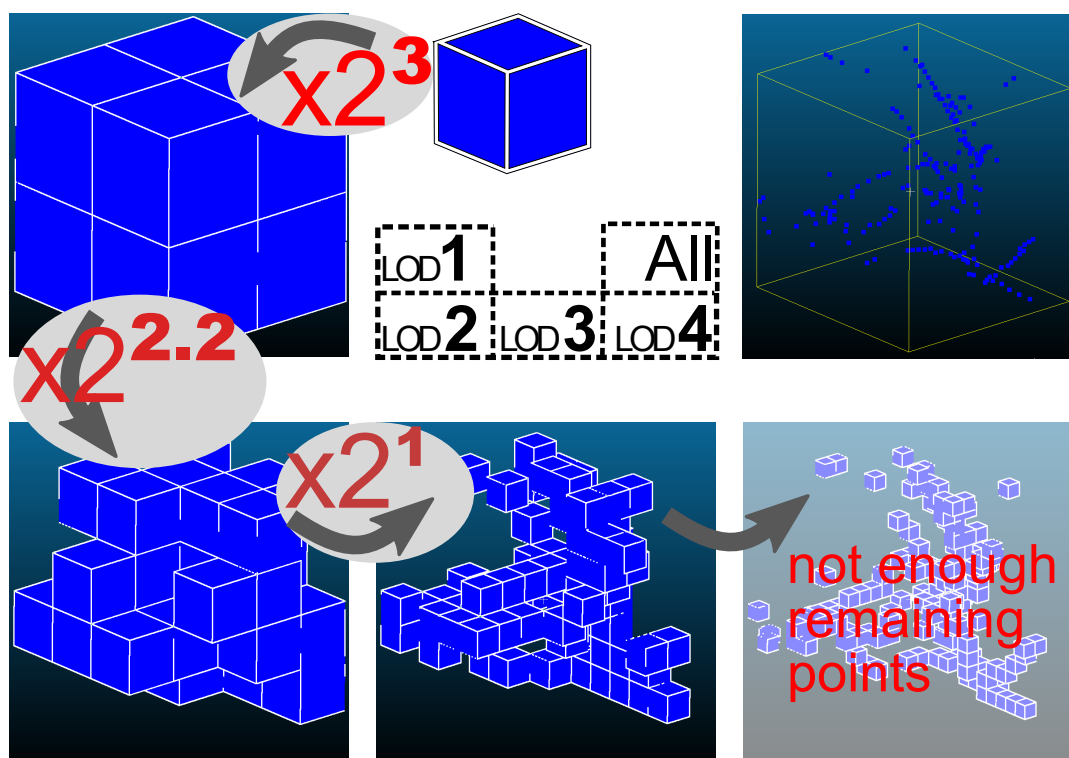 x2³
LOD1 All
LOD2 LOD3 LOD4
x2²·²
x2¹
not enough
remaining
points